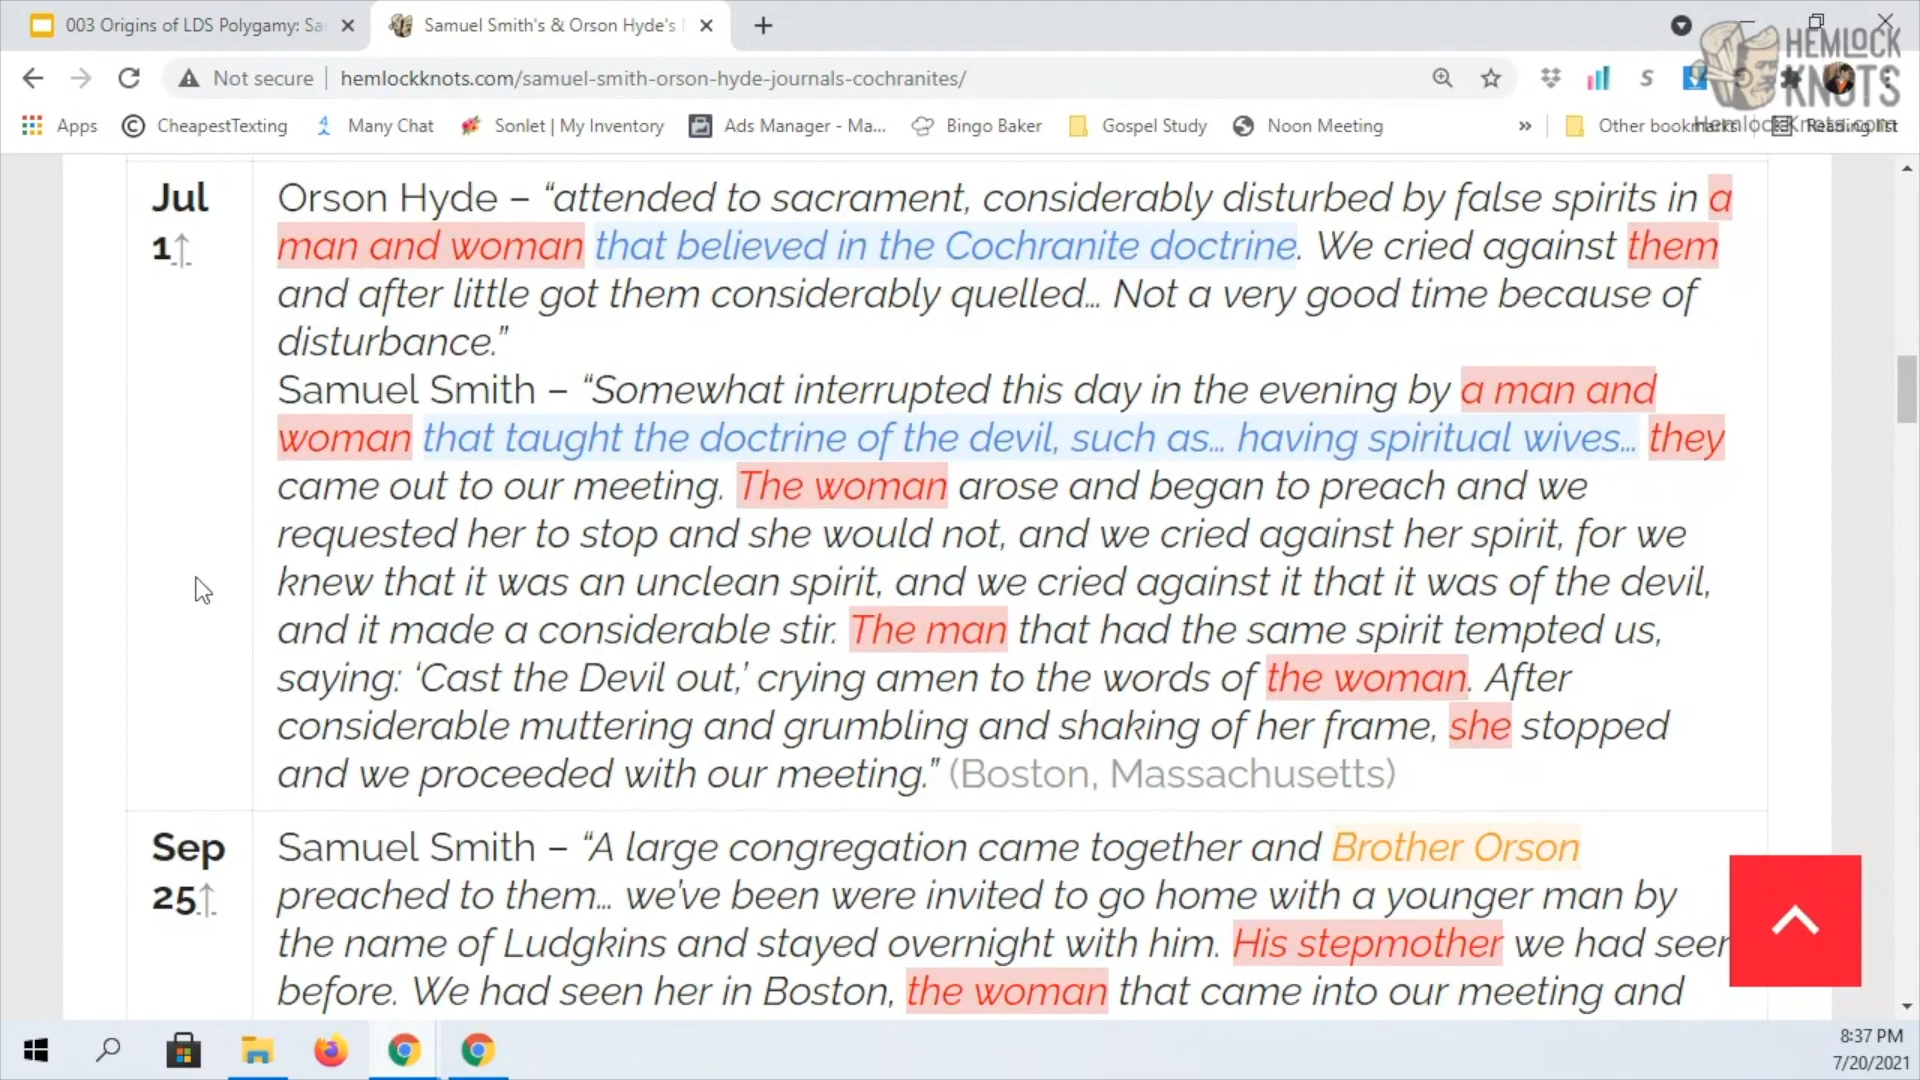 003 Origins of LDS Polygamy: Sa
Samuel Smith's & Orson Hyde's
HEMLOCK
KNOTS
HemlockKnots.com
Not secure
hemlockknots.com/samuel-smith-orson-hyde-journals-cochranites/
Apps
CheapestTexting
Many Chat
Sonlet | My Inventory
Ads Manager - Ma...
Bingo Baker
Gospel Study
Noon Meeting
»
Other bookmarks
Reading list
Jul
1↑
Orson Hyde – “attended to sacrament, considerably disturbed by false spirits in a
man and woman that believed in the Cochranite doctrine. We cried against them
and after little got them considerably quelled… Not a very good time because of
disturbance.”
Samuel Smith – “Somewhat interrupted this day in the evening by a man and
woman that taught the doctrine of the devil, such as… having spiritual wives… they
came out to our meeting. The woman arose and began to preach and we
requested her to stop and she would not, and we cried against her spirit, for we
knew that it was an unclean spirit, and we cried against it that it was of the devil,
and it made a considerable stir. The man that had the same spirit tempted us,
saying: ‘Cast the Devil out,’ crying amen to the words of the woman. After
considerable muttering and grumbling and shaking of her frame, she stopped
and we proceeded with our meeting.” (Boston, Massachusetts)
Sep
25↑
Samuel Smith – “A large congregation came together and Brother Orson
preached to them… we’ve been were invited to go home with a younger man by
the name of Ludgkins and stayed overnight with him. His stepmother we had seen
before. We had seen her in Boston, the woman that came into our meeting and
8:37 PM
7/20/2021